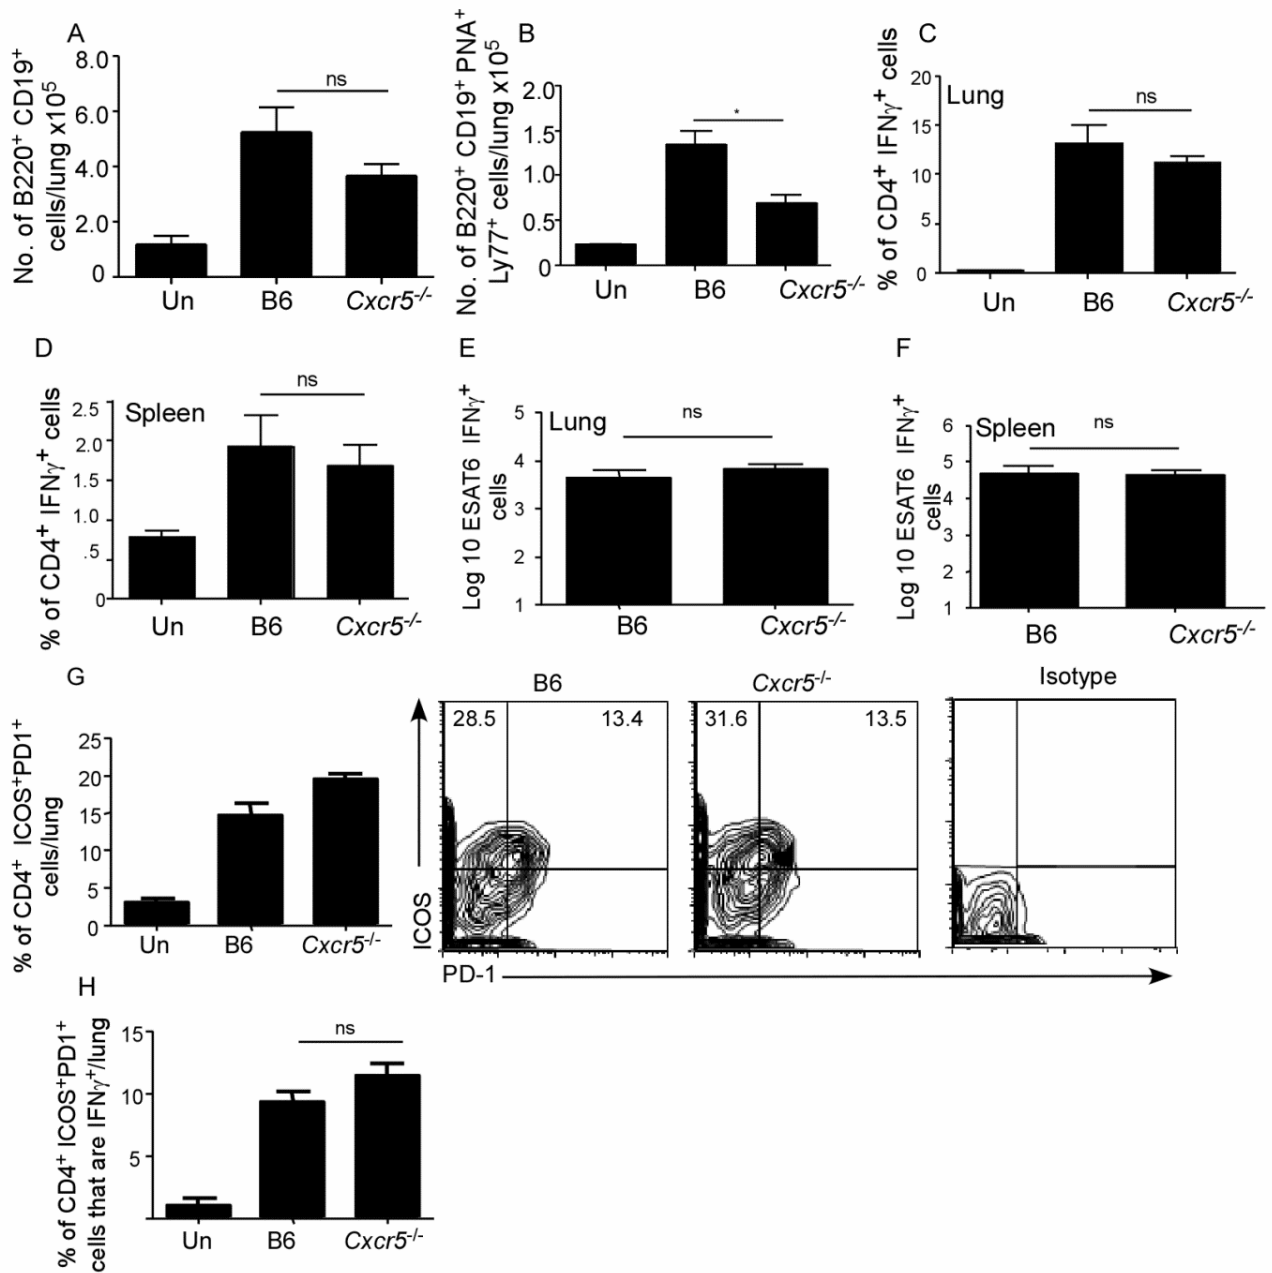 A
No. of B220⁺ CD19⁺
cells/lung x10⁵
8.0
6.0
4.0
2.0
0
ns
Un B6 Cxcr5⁻/⁻
B
No. of B220⁺ CD19⁺ PNA⁺
Ly77⁺ cells/lung x10⁵
2.0
1.5
1.0
0.5
0
*
Un B6 Cxcr5⁻/⁻
C
% of CD4⁺ IFNγ⁺ cells
20
15
10
5
0
Lung
ns
Un B6 Cxcr5⁻/⁻
D
% of CD4⁺ IFNγ⁺ cells
2.5
2.0
1.5
1.0
.5
0
Spleen
ns
Un B6 Cxcr5⁻/⁻
E
Log 10 ESAT6 IFNγ⁺
cells
5
4
3
2
1
Lung
ns
B6 Cxcr5⁻/⁻
F
Log 10 ESAT6 IFNγ⁺
cells
6
5
4
3
2
1
Spleen
ns
B6 Cxcr5⁻/⁻
G
% of CD4⁺ ICOS⁺PD1⁺
cells/lung
25
20
15
10
5
0
Un B6 Cxcr5⁻/⁻
B6
28.5 13.4
Cxcr5⁻/⁻
31.6 13.5
Isotype
ICOS
PD-1
H
% of CD4⁺ ICOS⁺PD1⁺
cells that are IFNγ⁺/lung
15
10
5
ns
Un B6 Cxcr5⁻/⁻